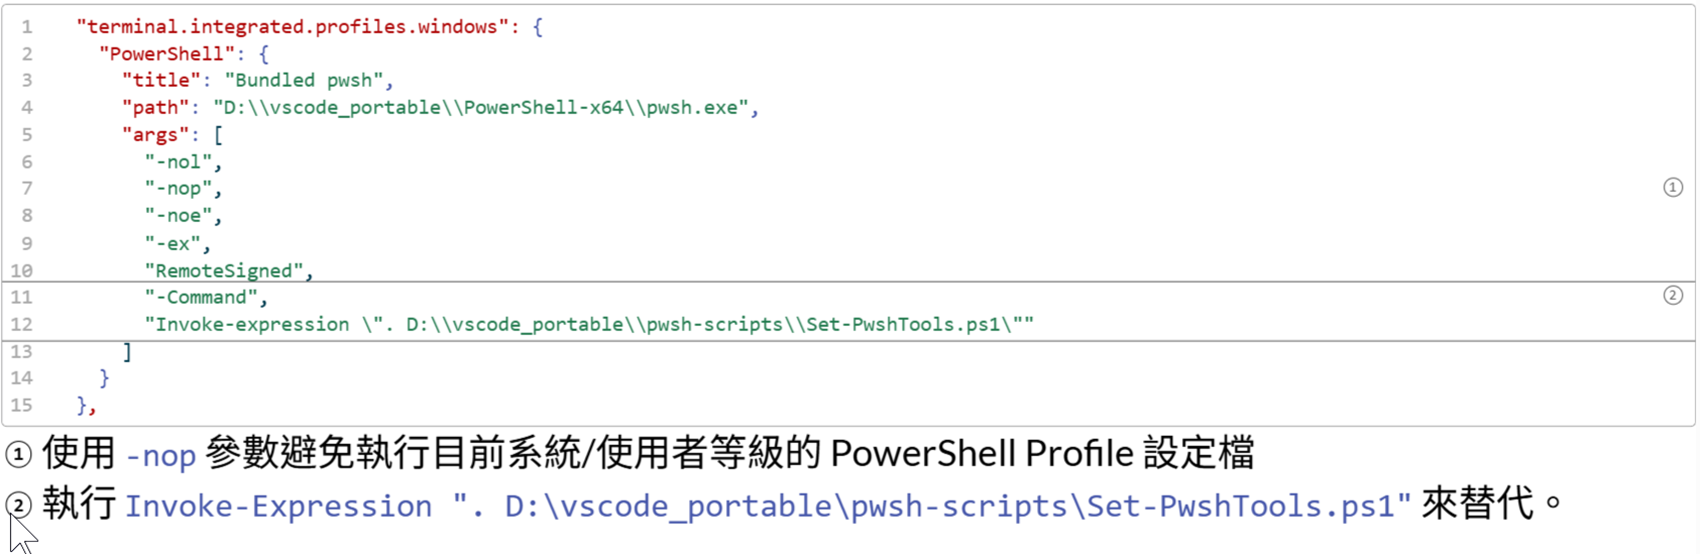 1 "terminal.integrated.profiles.windows": {
2 "PowerShell": {
3 "title": "Bundled pwsh",
4 "path": "D:\\vscode_portable\\PowerShell-x64\\pwsh.exe",
5 "args": [
6 "-nol",
7 "-nop", ①
8 "-noe",
9 "-ex",
10 "RemoteSigned",
11 "-Command", ②
12 "Invoke-expression \". D:\\vscode_portable\\pwsh-scripts\\Set-PwshTools.ps1\""
13 ]
14 }
15 },
① 使用 -nop 參數避免執行目前系統/使用者等級的 PowerShell Profile 設定檔
② 執行 Invoke-Expression ". D:\vscode_portable\pwsh-scripts\Set-PwshTools.ps1" 來替代。